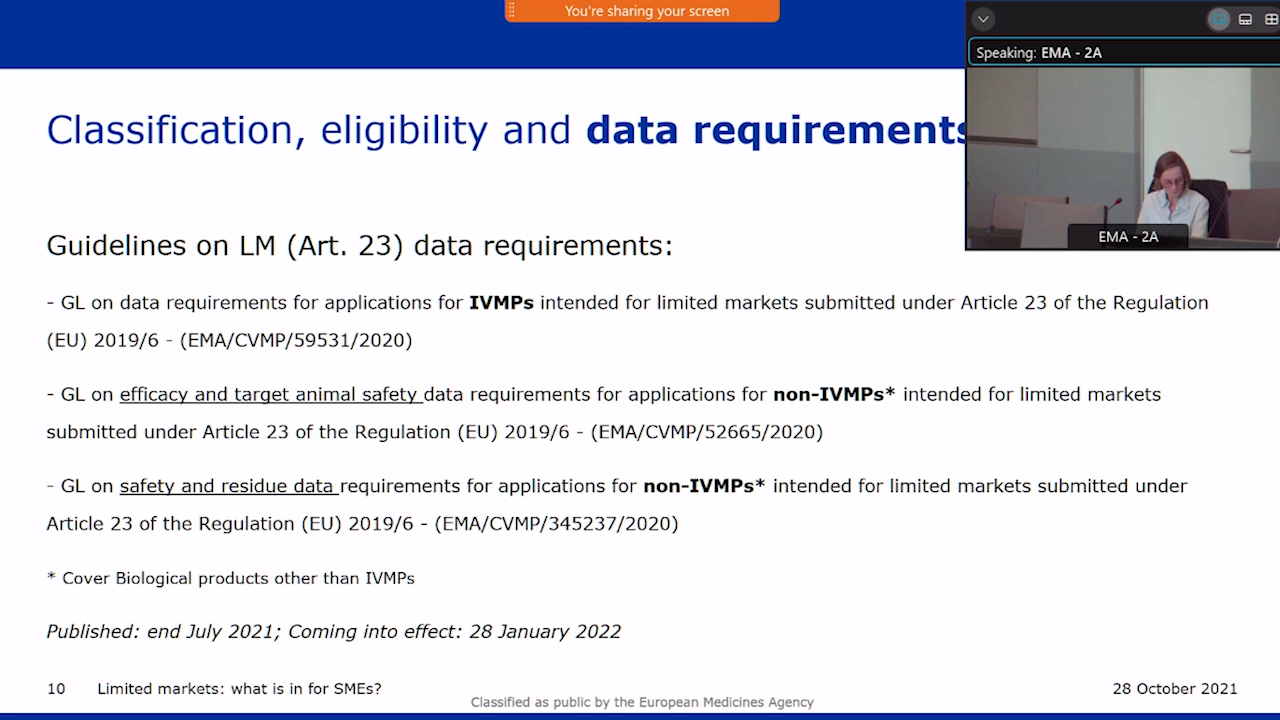 You're sharing your screen
Speaking: EMA - 2A
EMA - 2A
Classification, eligibility and data requirements
Guidelines on LM (Art. 23) data requirements:
- GL on data requirements for applications for IVMPs intended for limited markets submitted under Article 23 of the Regulation
(EU) 2019/6 - (EMA/CVMP/59531/2020)
- GL on efficacy and target animal safety data requirements for applications for non-IVMPs* intended for limited markets
submitted under Article 23 of the Regulation (EU) 2019/6 - (EMA/CVMP/52665/2020)
- GL on safety and residue data requirements for applications for non-IVMPs* intended for limited markets submitted under
Article 23 of the Regulation (EU) 2019/6 - (EMA/CVMP/345237/2020)
* Cover Biological products other than IVMPs
Published: end July 2021; Coming into effect: 28 January 2022
10 Limited markets: what is in for SMEs? 28 October 2021
Classified as public by the European Medicines Agency